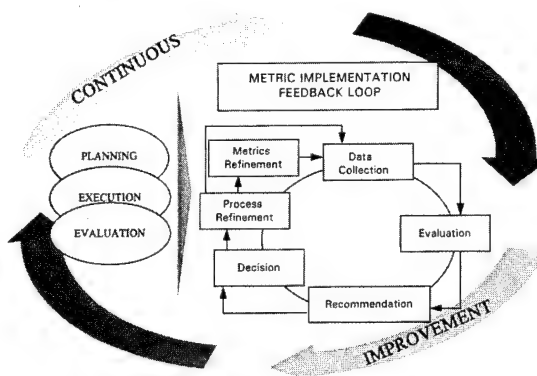 CONTINUOUS
METRIC IMPLEMENTATION
FEEDBACK LOOP
PLANNING
EXECUTION
EVALUATION
Metrics
Refinement
Data
Collection
Process
Refinement
Evaluation
Decision
Recommendation
IMPROVEMENT